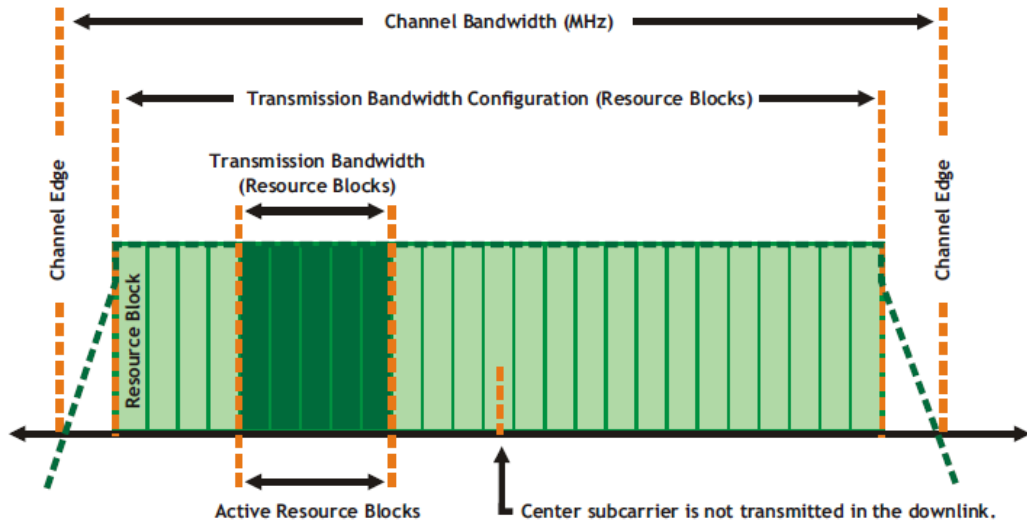 Channel Bandwidth (MHz)
Transmission Bandwidth Configuration (Resource Blocks)
Transmission Bandwidth
(Resource Blocks)
Channel Edge
Channel Edge
Resource Block
Active Resource Blocks
Center subcarrier is not transmitted in the downlink.